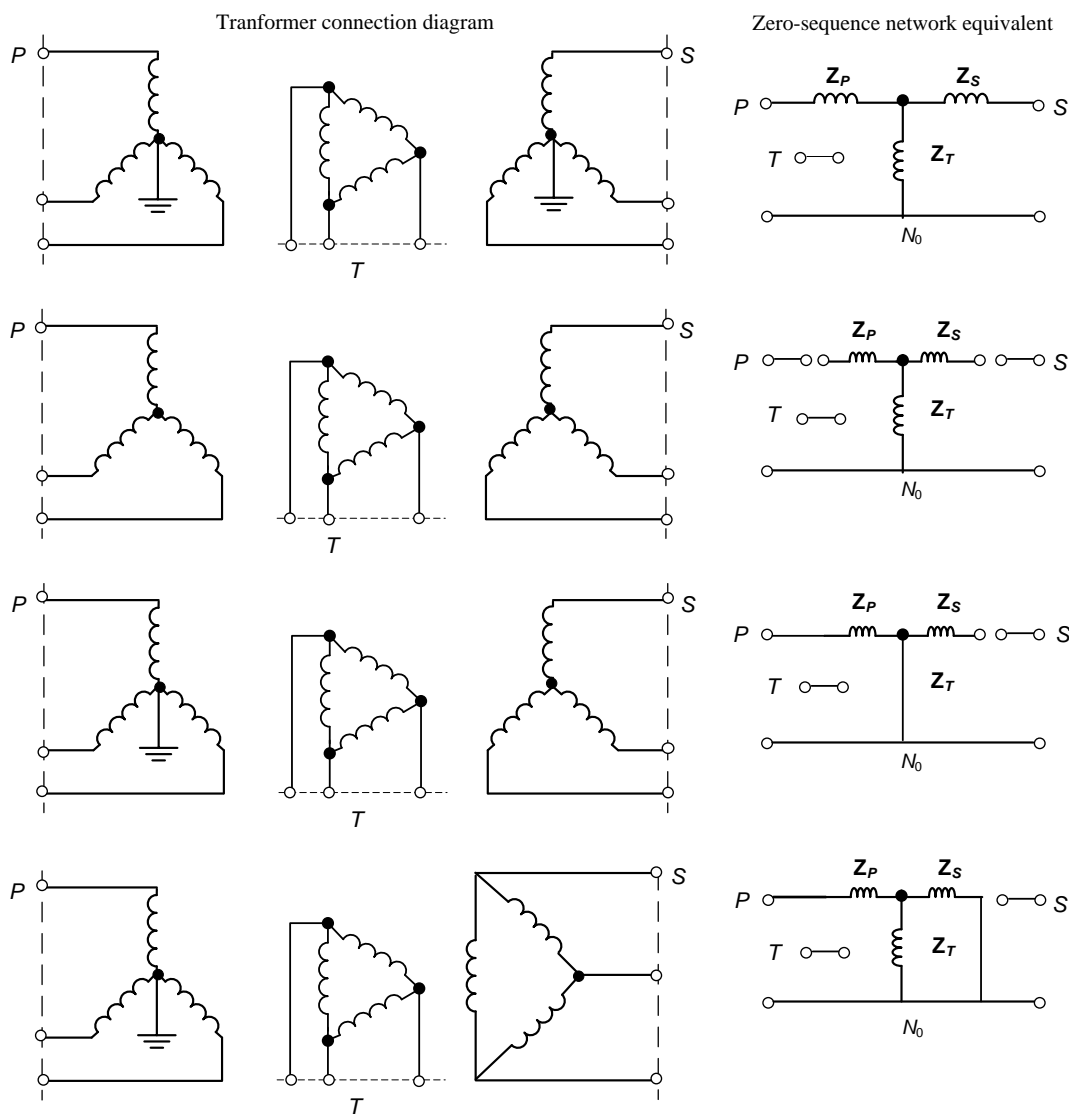 Tranformer connection diagram
Zero-sequence network equivalent
P
S
T
Z_P
Z_S
P
S
T
Z_T
N_0
P
S
T
Z_P
Z_S
P
S
T
Z_T
N_0
P
S
T
Z_P
Z_S
P
S
T
Z_T
N_0
P
S
T
Z_P
Z_S
P
S
T
Z_T
N_0